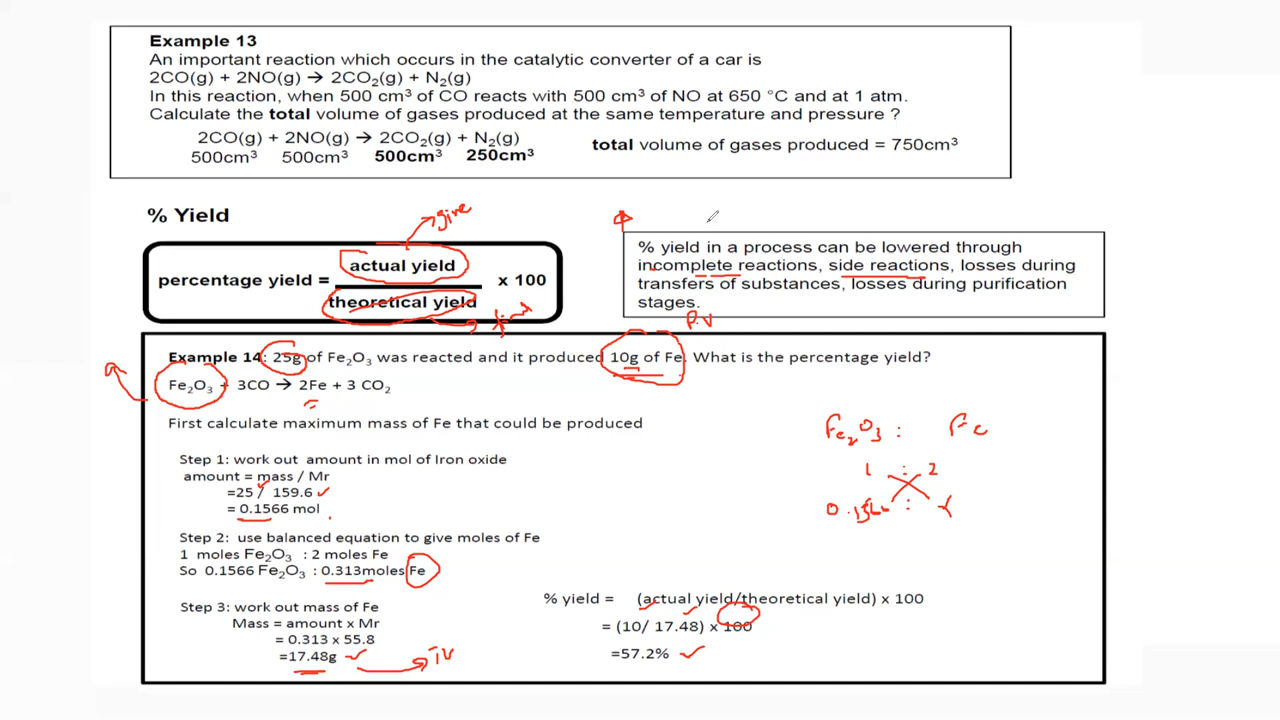 Example 13
An important reaction which occurs in the catalytic converter of a car is
2CO(g) + 2NO(g) → 2CO₂(g) + N₂(g)
In this reaction, when 500 cm³ of CO reacts with 500 cm³ of NO at 650 °C and at 1 atm.
Calculate the total volume of gases produced at the same temperature and pressure ?
2CO(g) + 2NO(g) → 2CO₂(g) + N₂(g)
500cm³ 500cm³ 500cm³ 250cm³
total volume of gases produced = 750cm³
% Yield
give
percentage yield = actual yield / theoretical yield x 100
find
% yield in a process can be lowered through
incomplete reactions, side reactions, losses during
transfers of substances, losses during purification
stages.
P.V
Example 14: 25g of Fe₂O₃ was reacted and it produced 10g of Fe. What is the percentage yield?
Fe₂O₃ + 3CO → 2Fe + 3 CO₂
First calculate maximum mass of Fe that could be produced
Step 1: work out amount in mol of Iron oxide
amount = mass / Mr
=25 / 159.6
= 0.1566 mol
Step 2: use balanced equation to give moles of Fe
1 moles Fe₂O₃ : 2 moles Fe
So 0.1566 Fe₂O₃ : 0.313moles Fe
Step 3: work out mass of Fe
Mass = amount x Mr
= 0.313 x 55.8
=17.48g
TV
Fe₂O₃ : Fe
1 : 2
0.1566 : x
% yield = (actual yield/theoretical yield) x 100
= (10/ 17.48) x 100
=57.2%